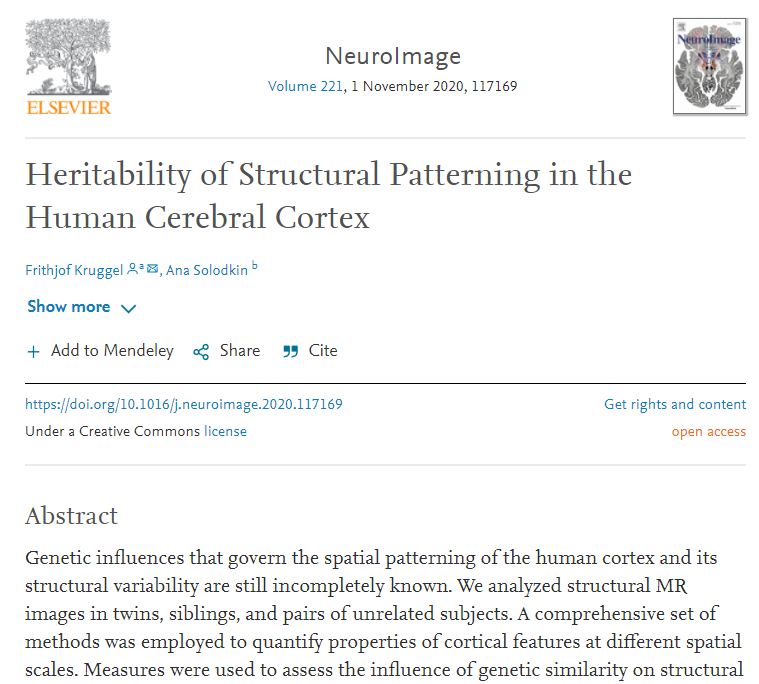 ELSEVIER
NeuroImage
Volume 221, 1 November 2020, 117169
NeuroImage
Heritability of Structural Patterning in the
Human Cerebral Cortex
Frithjof Kruggel a, Ana Solodkin b
Show more
+ Add to Mendeley Share Cite
https://doi.org/10.1016/j.neuroimage.2020.117169 Get rights and content
Under a Creative Commons license open access
Abstract
Genetic influences that govern the spatial patterning of the human cortex and its
structural variability are still incompletely known. We analyzed structural MR
images in twins, siblings, and pairs of unrelated subjects. A comprehensive set of
methods was employed to quantify properties of cortical features at different spatial
scales. Measures were used to assess the influence of genetic similarity on structural